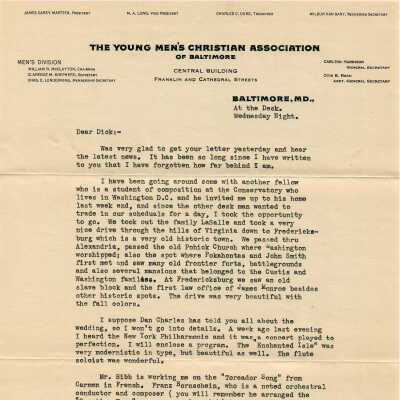 JAMES CAREY MARTIEN, PRESIDENT
H. A. LONG, VICE PRESIDENT
CHARLES C. DUKE, TREASURER
THE YOUNG MEN'S CHRISTIAN ASSOCIATION
OF BALTIMORE
MEN'S DIVISION
CENTRAL BUILDING
FRANKLIN AND CATHEDRAL STREETS
GENERAL SECRETARY
BALTIMORE, MD.,
At the Desk.
Wednesday Night.
Dear Dick:-
Was very glad to get your letter yesterday and hear
the latest news. It has been so long since I have written
to you that I have forgotten how far behind I am.
I have been going around some with another fellow
who is a student of composition at the Conservatory who
lives in Washington D.C. and he invited me up to his home
last week end, and since the other desk man wanted to
trade in our scheduals for a day, I took the opportunity
to go. We took out the family LaSalle and took a very
nice drive through the hills of Virginia down to Fredericks-
burg which is a very old historic town. We passed thru
Alexandria, passed the old Pohick Church where Washington
worshipped; also the spot where Pokahontas and John Smith
first met and saw many old frontier forts, battlegrounds
and also several mansions that belonged to the Custis and
Washington families. At Fredericksburg we saw an old
slave block and the first law office of James Monroe besides
other historic spots. The drive was very beautiful with
the fall colors.
I suppose Dan Charles has told you all about the
wedding, so I won't go into details. A week ago last evening
I heard the New York Philharmonic and it was a concert played to
perfection. I will enclose a program. The "Enchanted Isle" was
very modernistic in type, but beautiful as well. The flute
soloist was wonderful.
Mr. Bibb is working me on the "Toreador Song" from
Carmen in French. Franz Bornschein, who is a noted orchestral
conductor and composer ( you will remember he arranged the